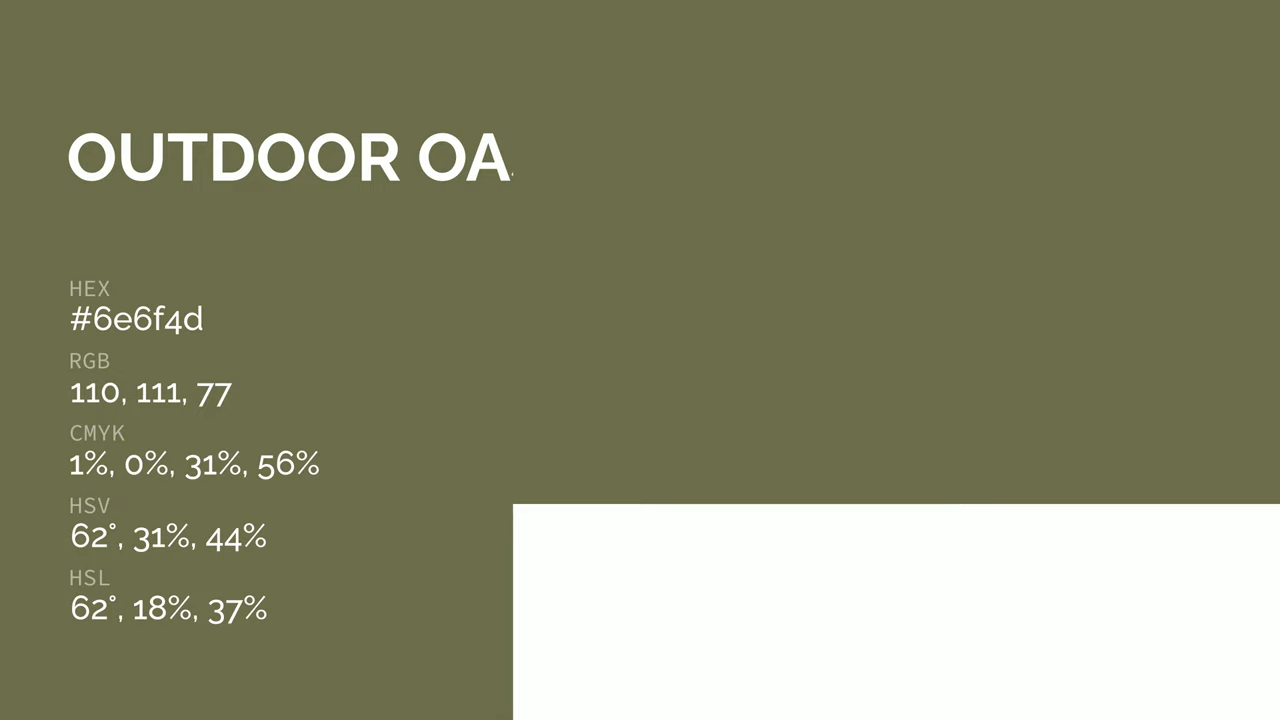 OUTDOOR OA
HEX
#6e6f4d
RGB
110, 111, 77
CMYK
1%, 0%, 31%, 56%
HSV
62°, 31%, 44%
HSL
62°, 18%, 37%